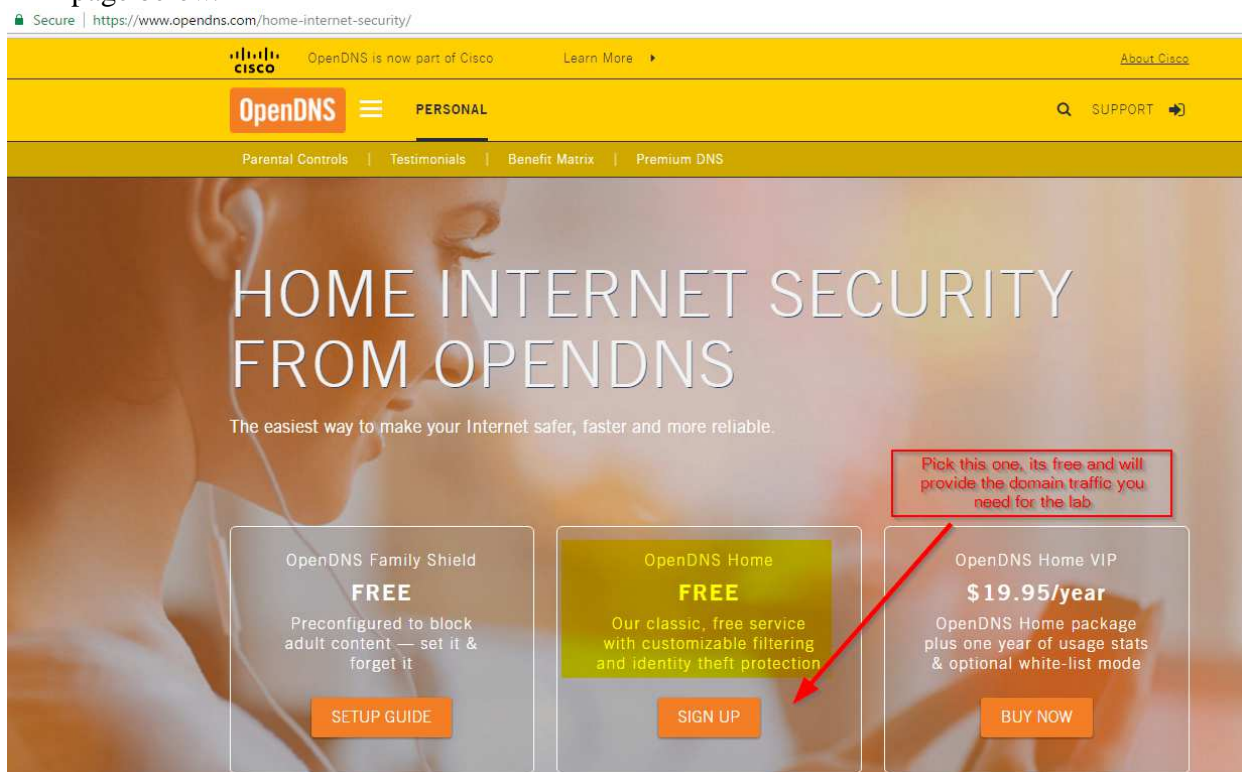 Secure | https://www.opendns.com/home-internet-security/
CISCO OpenDNS is now part of Cisco Learn More About Cisco
OpenDNS PERSONAL SUPPORT
Parental Controls | Testimonials | Benefit Matrix | Premium DNS
HOME INTERNET SECURITY
FROM OPENDNS
The easiest way to make your Internet safer, faster and more reliable.
Pick this one, its free and will
provide the domain traffic you
need for the lab
OpenDNS Family Shield
FREE
Preconfigured to block
adult content — set it &
forget it
SETUP GUIDE
OpenDNS Home
FREE
Our classic, free service
with customizable filtering
and identity theft protection
SIGN UP
OpenDNS Home VIP
$19.95/year
OpenDNS Home package
plus one year of usage stats
& optional white-list mode
BUY NOW